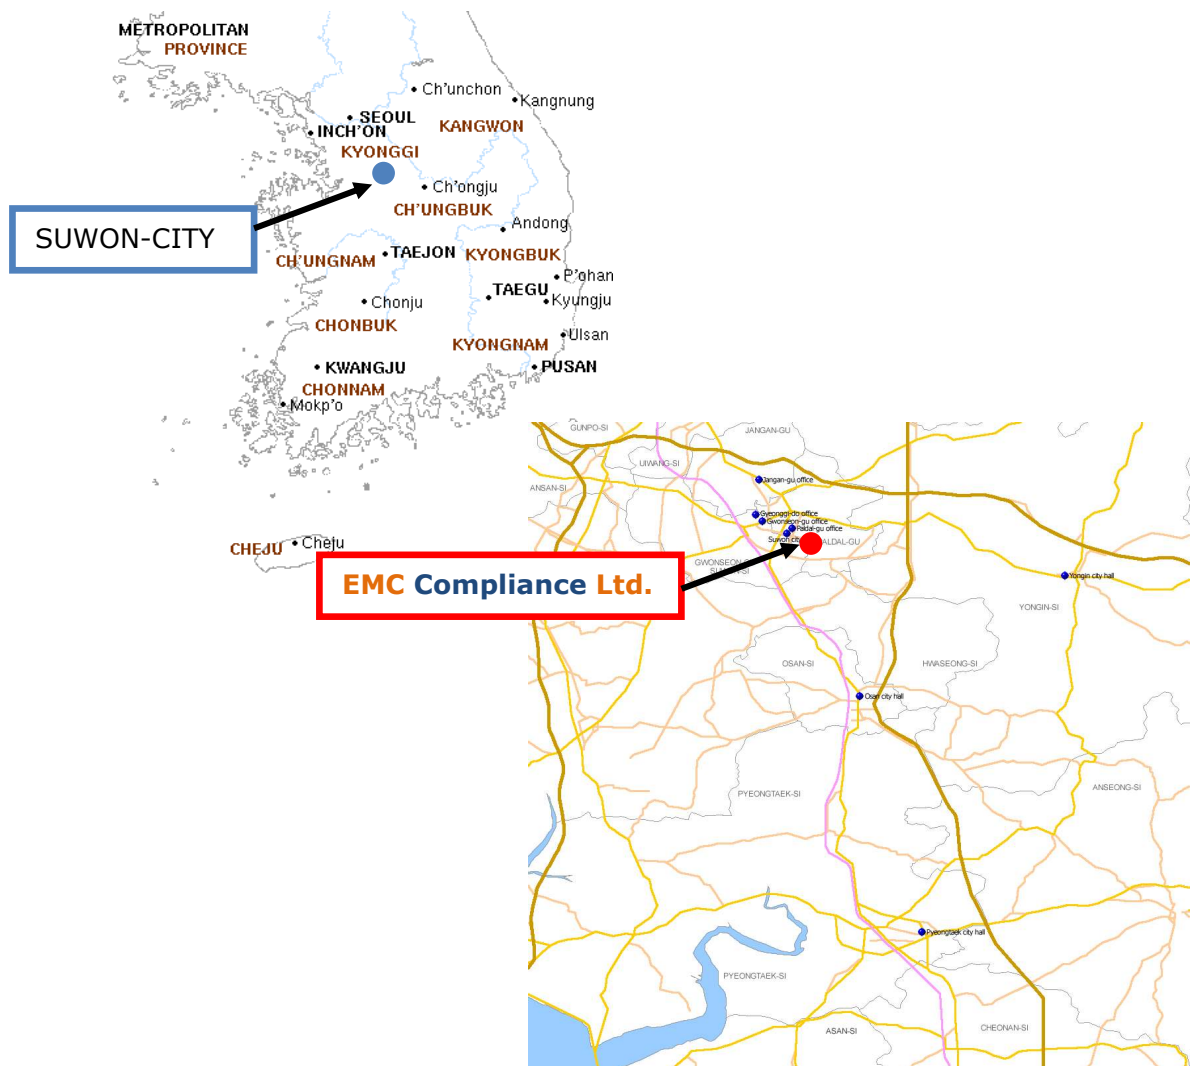 METROPOLITAN
PROVINCE
Ch'unchon
Kangnung
SEOUL
INCH'ON
KANGWON
KYONGGI
Ch'ongju
CH'UNGBUK
SUWON-CITY
Andong
TAEJON
KYONGBUK
CH'UNGNAM
P'ohan
TAEGU
Chonju
Kyungju
CHONBUK
Ulsan
KYONGNAM
KWANGJU
PUSAN
CHONNAM
Mokp'o
Cheju
CHEJU
EMC Compliance Ltd.
GUNPO-SI
JANGAN-GU
UIWANG-SI
Jangan-gu office
ANSAN-SI
Gyeonggi-do office
Gwonseon-gu office
Paldal-gu office
Suwon
ALDAL-GU
GWONSEON
Yongin city hall
YONGIN-SI
OSAN-SI
HWASEONG-SI
Osan city hall
PYEONGTAEK-SI
ANSEONG-SI
Pyeongtaek city hall
PYEONGTAEK-SI
ASAN-SI
CHEONAN-SI